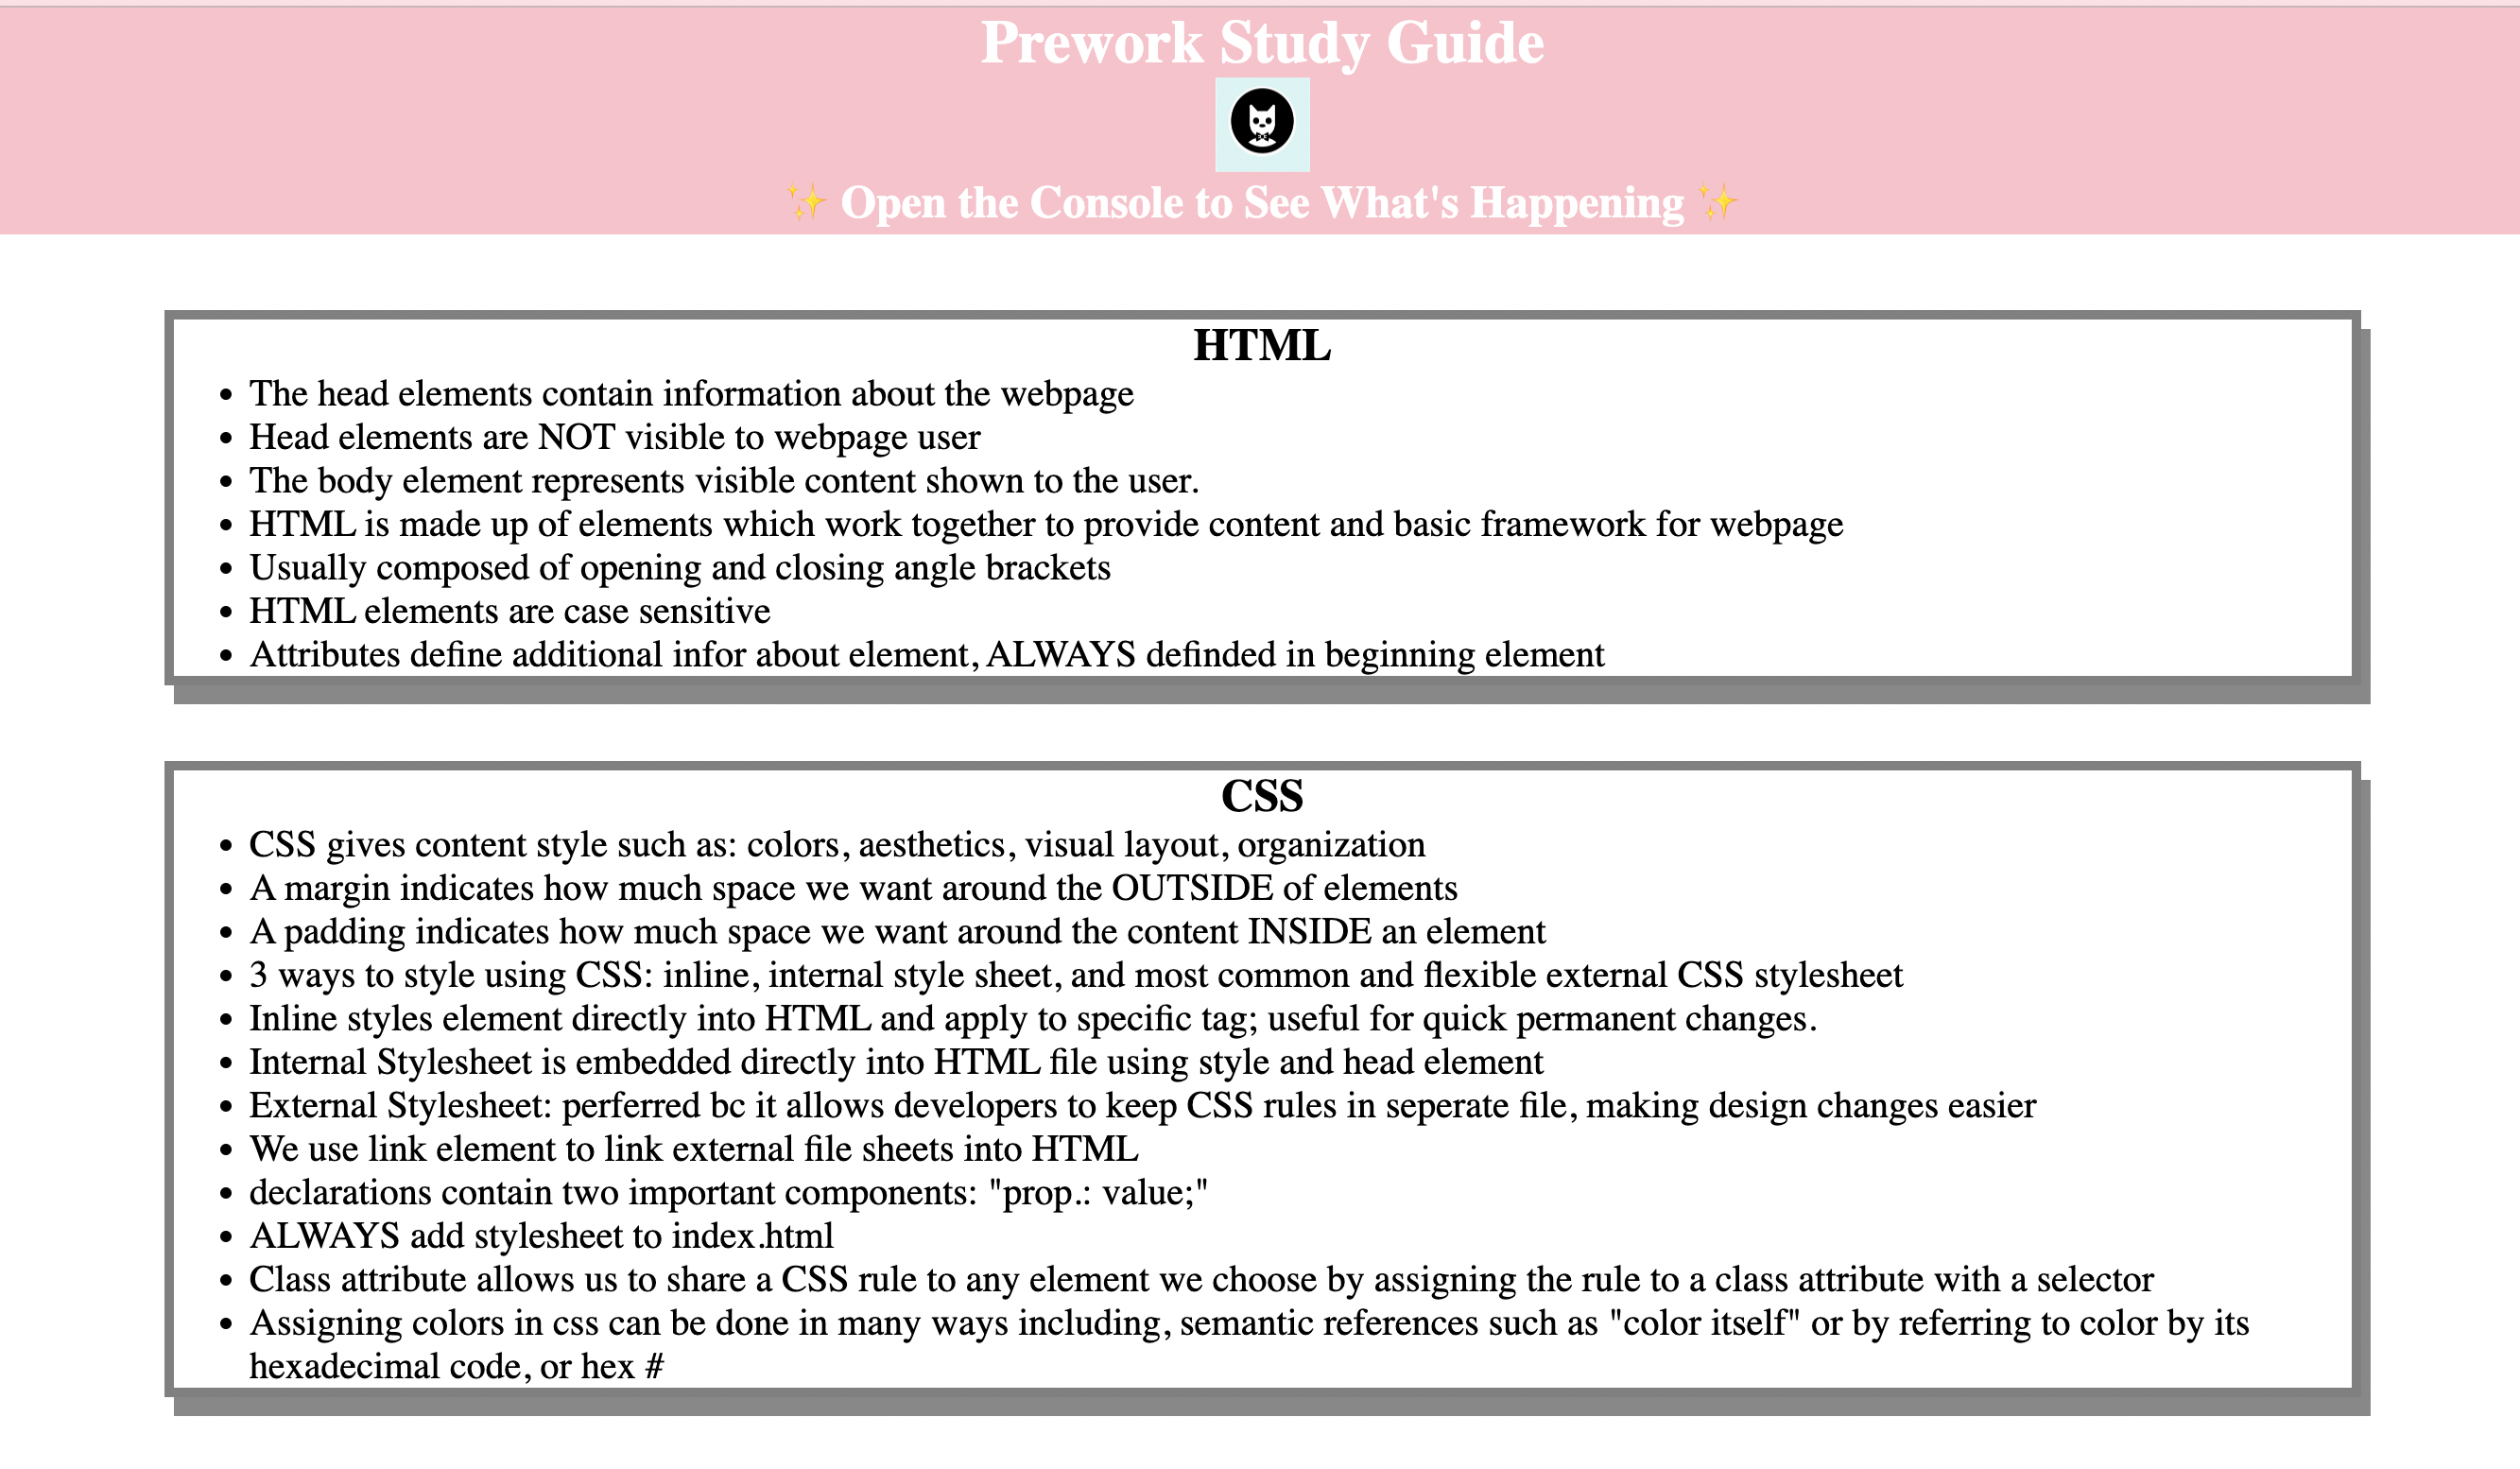 Prework Study Guide
✨ Open the Console to See What's Happening ✨
HTML
• The head elements contain information about the webpage
• Head elements are NOT visible to webpage user
• The body element represents visible content shown to the user.
• HTML is made up of elements which work together to provide content and basic framework for webpage
• Usually composed of opening and closing angle brackets
• HTML elements are case sensitive
• Attributes define additional infor about element, ALWAYS definded in beginning element
CSS
• CSS gives content style such as: colors, aesthetics, visual layout, organization
• A margin indicates how much space we want around the OUTSIDE of elements
• A padding indicates how much space we want around the content INSIDE an element
• 3 ways to style using CSS: inline, internal style sheet, and most common and flexible external CSS stylesheet
• Inline styles element directly into HTML and apply to specific tag; useful for quick permanent changes.
• Internal Stylesheet is embedded directly into HTML file using style and head element
• External Stylesheet: perferred bc it allows developers to keep CSS rules in seperate file, making design changes easier
• We use link element to link external file sheets into HTML
• declarations contain two important components: "prop.: value;"
• ALWAYS add stylesheet to index.html
• Class attribute allows us to share a CSS rule to any element we choose by assigning the rule to a class attribute with a selector
• Assigning colors in css can be done in many ways including, semantic references such as "color itself" or by referring to color by its
hexadecimal code, or hex #